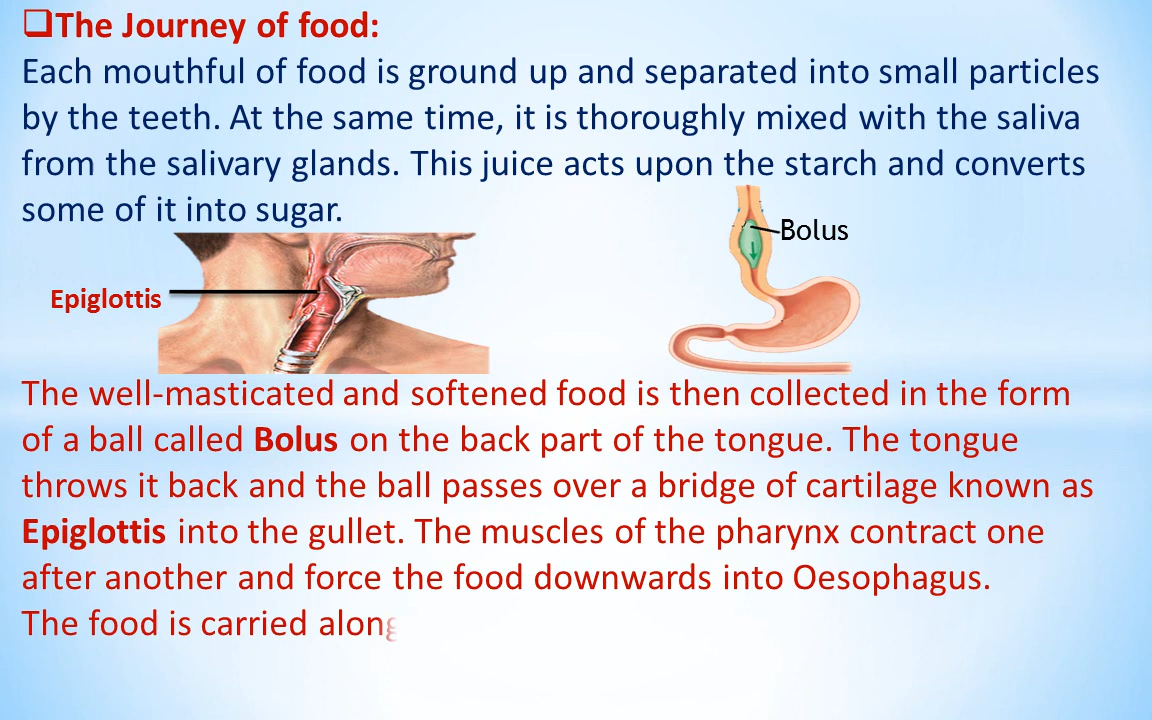 ❑The Journey of food:
Each mouthful of food is ground up and separated into small particles
by the teeth. At the same time, it is thoroughly mixed with the saliva
from the salivary glands. This juice acts upon the starch and converts
some of it into sugar.
Bolus
Epiglottis
The well-masticated and softened food is then collected in the form
of a ball called Bolus on the back part of the tongue. The tongue
throws it back and the ball passes over a bridge of cartilage known as
Epiglottis into the gullet. The muscles of the pharynx contract one
after another and force the food downwards into Oesophagus.
The food is carried along